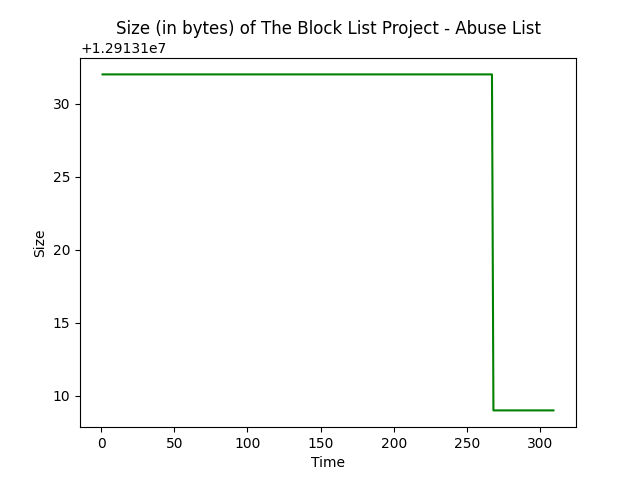 Size (in bytes) of The Block List Project - Abuse List
+1.29131e7
30
25
20
15
10
Size
0 50 100 150 200 250 300
Time